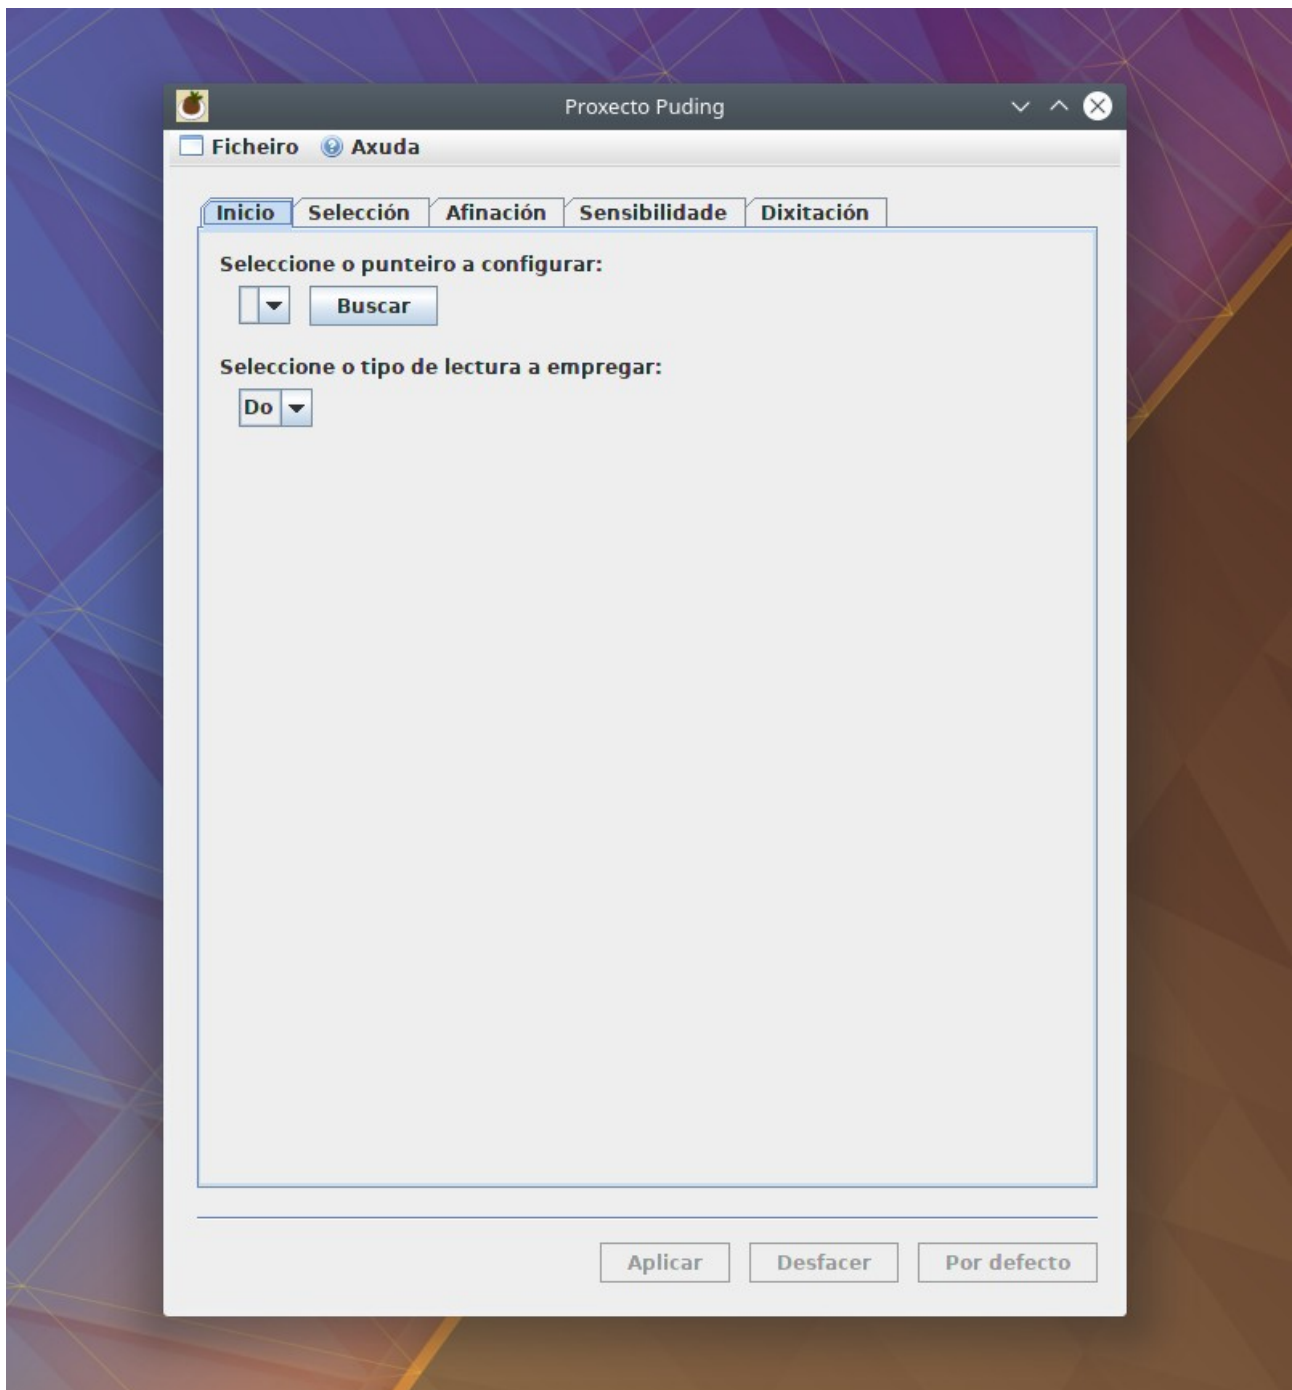 Proxecto Puding
Ficheiro Axuda
Inicio Selección Afinación Sensibilidade Dixitación
Seleccione o punteiro a configurar:
Buscar
Seleccione o tipo de lectura a empregar:
Do
Aplicar Desfacer Por defecto